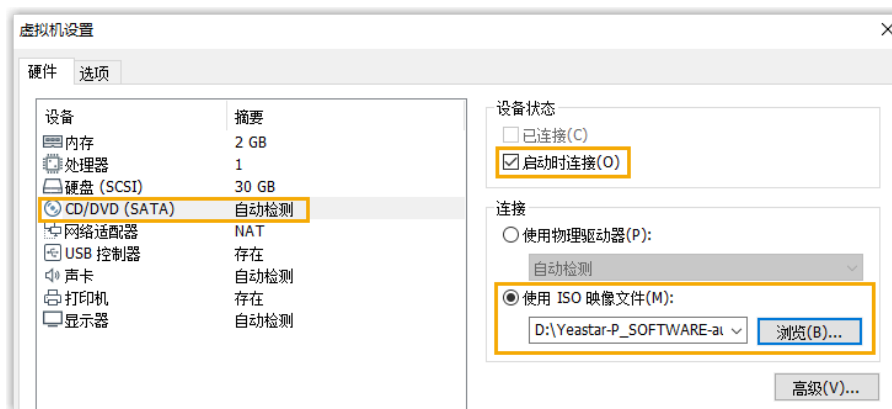 虚拟机设置
硬件 选项
设备 摘要
内存 2 GB
处理器 1
硬盘 (SCSI) 30 GB
CD/DVD (SATA) 自动检测
网络适配器 NAT
USB 控制器 存在
声卡 自动检测
打印机 存在
显示器 自动检测
设备状态
已连接(C)
启动时连接(O)
连接
使用物理驱动器(P):
自动检测
使用 ISO 映像文件(M):
D:\Yeastar-P_SOFTWARE-au
浏览(B)...
高级(V)...